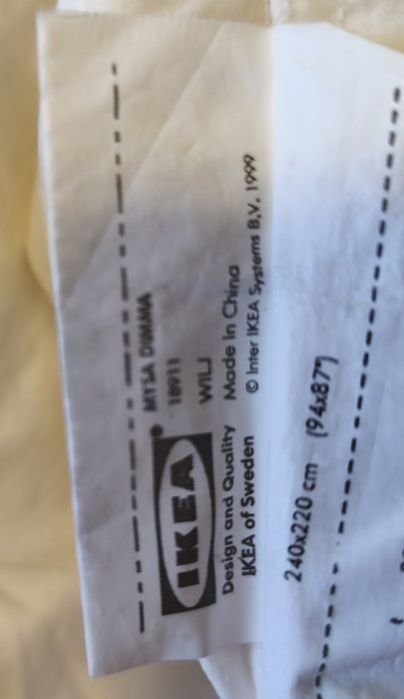 MYSA DIMMA
18911
WILJ
IKEA®
Design and Quality
IKEA of Sweden
Made in China
© Inter IKEA Systems B.V. 1999
240x220 cm (94x87")